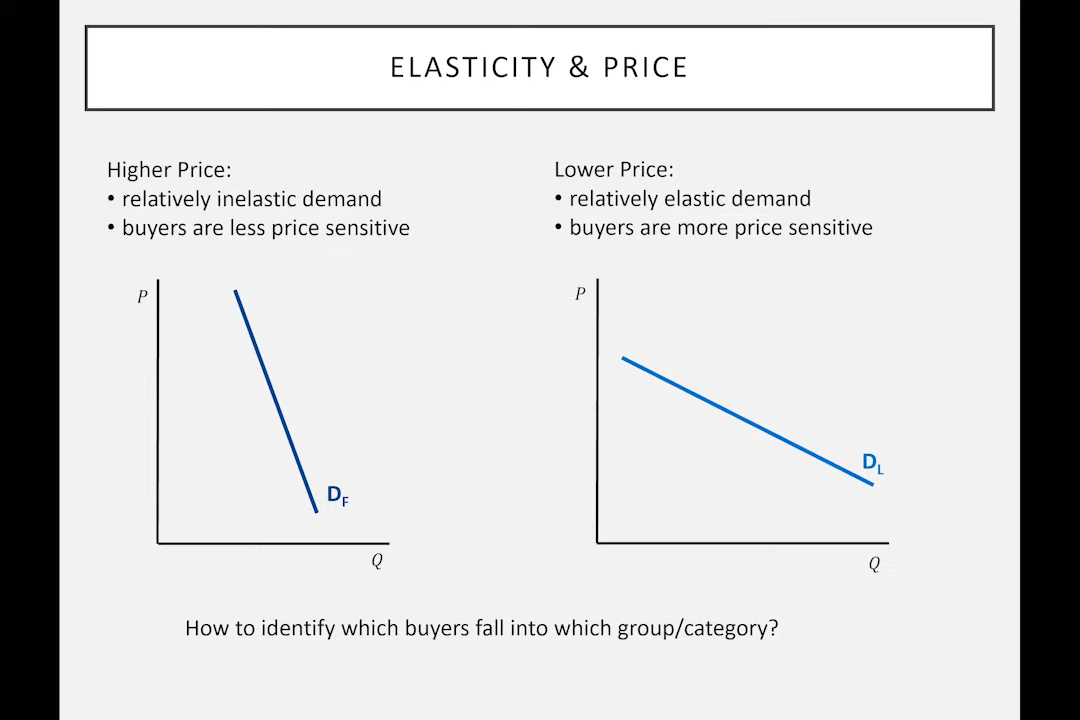 ELASTICITY & PRICE
Higher Price:
• relatively inelastic demand
• buyers are less price sensitive
Lower Price:
• relatively elastic demand
• buyers are more price sensitive
P
D_F
Q
P
D_L
Q
How to identify which buyers fall into which group/category?